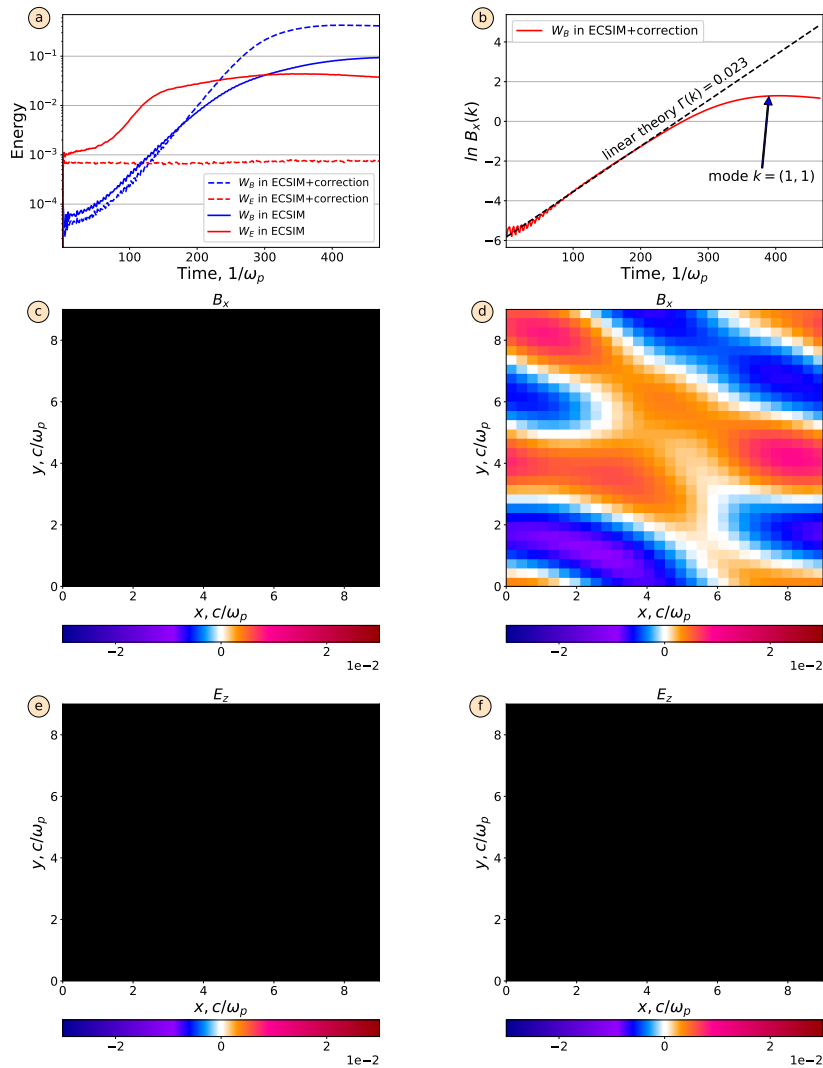 a
10⁻¹
10⁻²
10⁻³
10⁻⁴
Energy
W_B in ECSIM+correction
W_E in ECSIM+correction
W_B in ECSIM
W_E in ECSIM
100 200 300 400
Time, 1/ω_p
b
W_B in ECSIM+correction
4
2
0
−2
−4
−6
ln B_x(k)
linear theory Γ(k) = 0.023
mode k = (1, 1)
0 100 200 300 400
Time, 1/ω_p
c
B_x
8
6
4
2
0
y, c/ω_p
0 2 4 6 8
x, c/ω_p
−2 0 2
1e−2
d
B_x
8
6
4
2
0
y, c/ω_p
0 2 4 6 8
x, c/ω_p
−2 0 2
1e−2
e
E_z
8
6
4
2
0
y, c/ω_p
0 2 4 6 8
x, c/ω_p
−2 0 2
1e−2
f
E_z
8
6
4
2
0
y, c/ω_p
0 2 4 6 8
x, c/ω_p
−2 0 2
1e−2